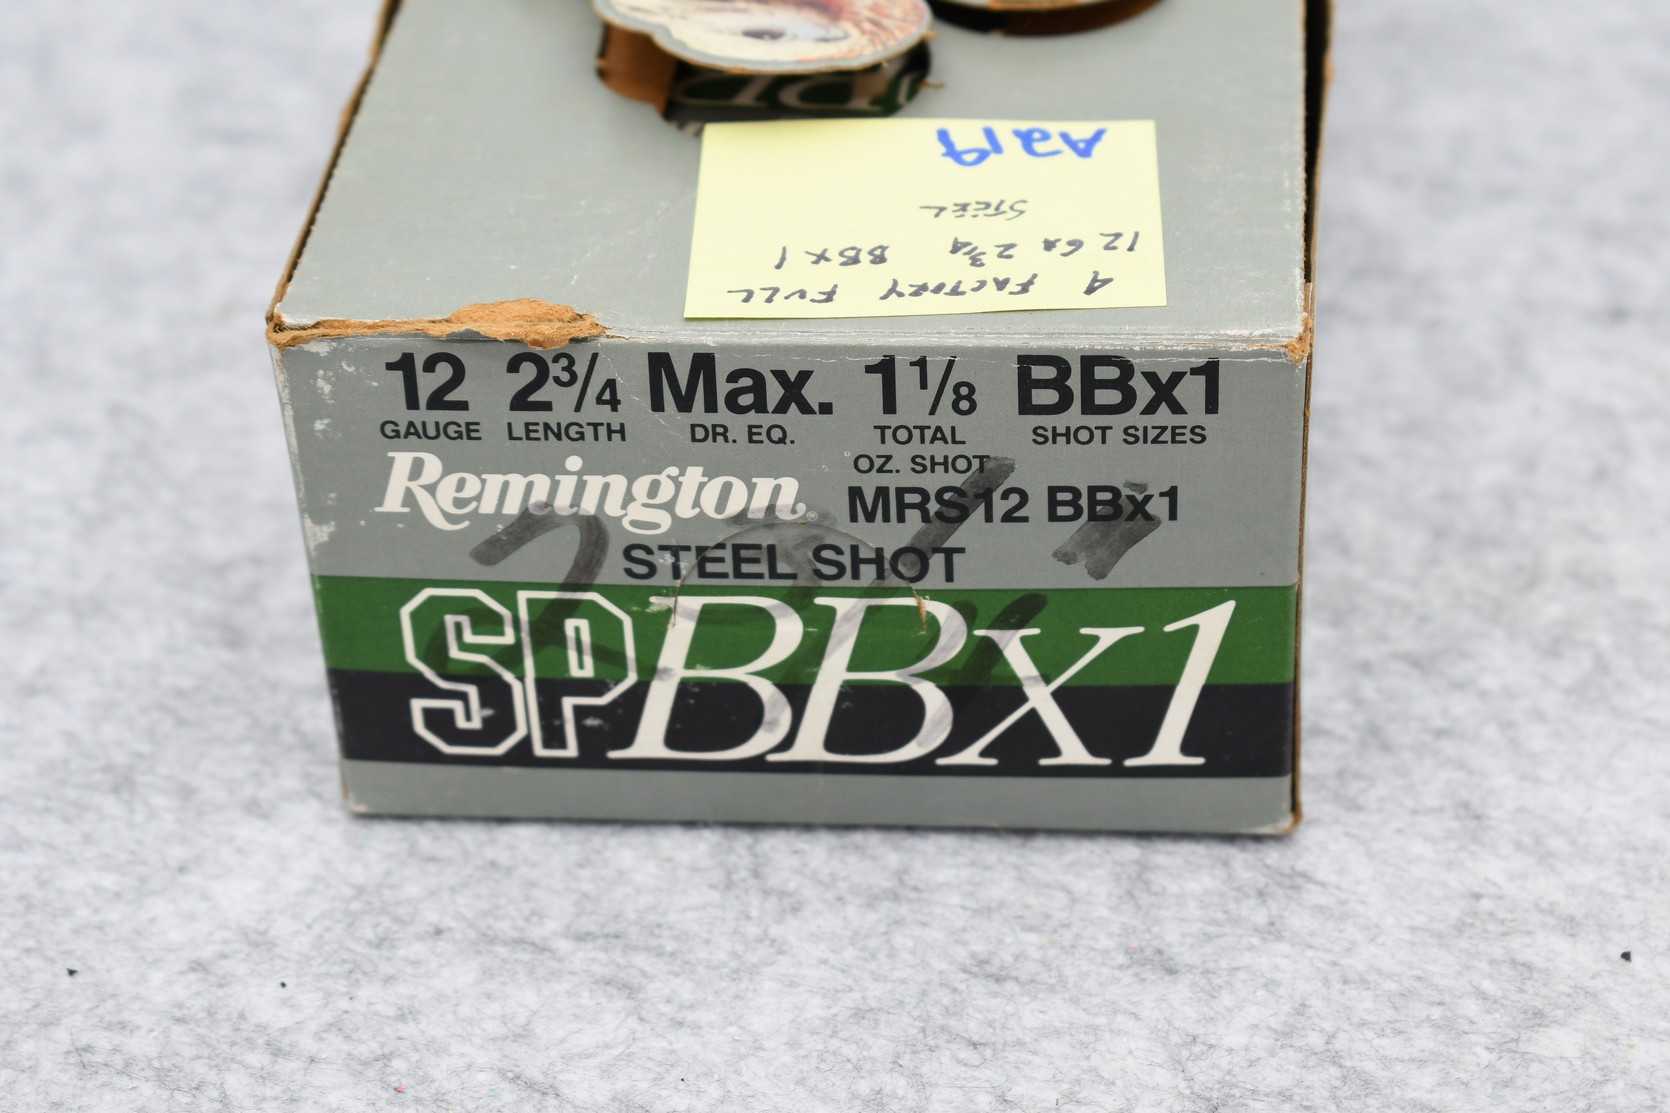 A219
STEEL
12 GA 2 3/4 BBx1
4 FACTORY FULL
12 2 3/4 Max. 1 1/8 BBx1
GAUGE LENGTH DR. EQ. TOTAL OZ. SHOT SHOT SIZES
Remington®
MRS12 BBx1
STEEL SHOT
SPBBx1